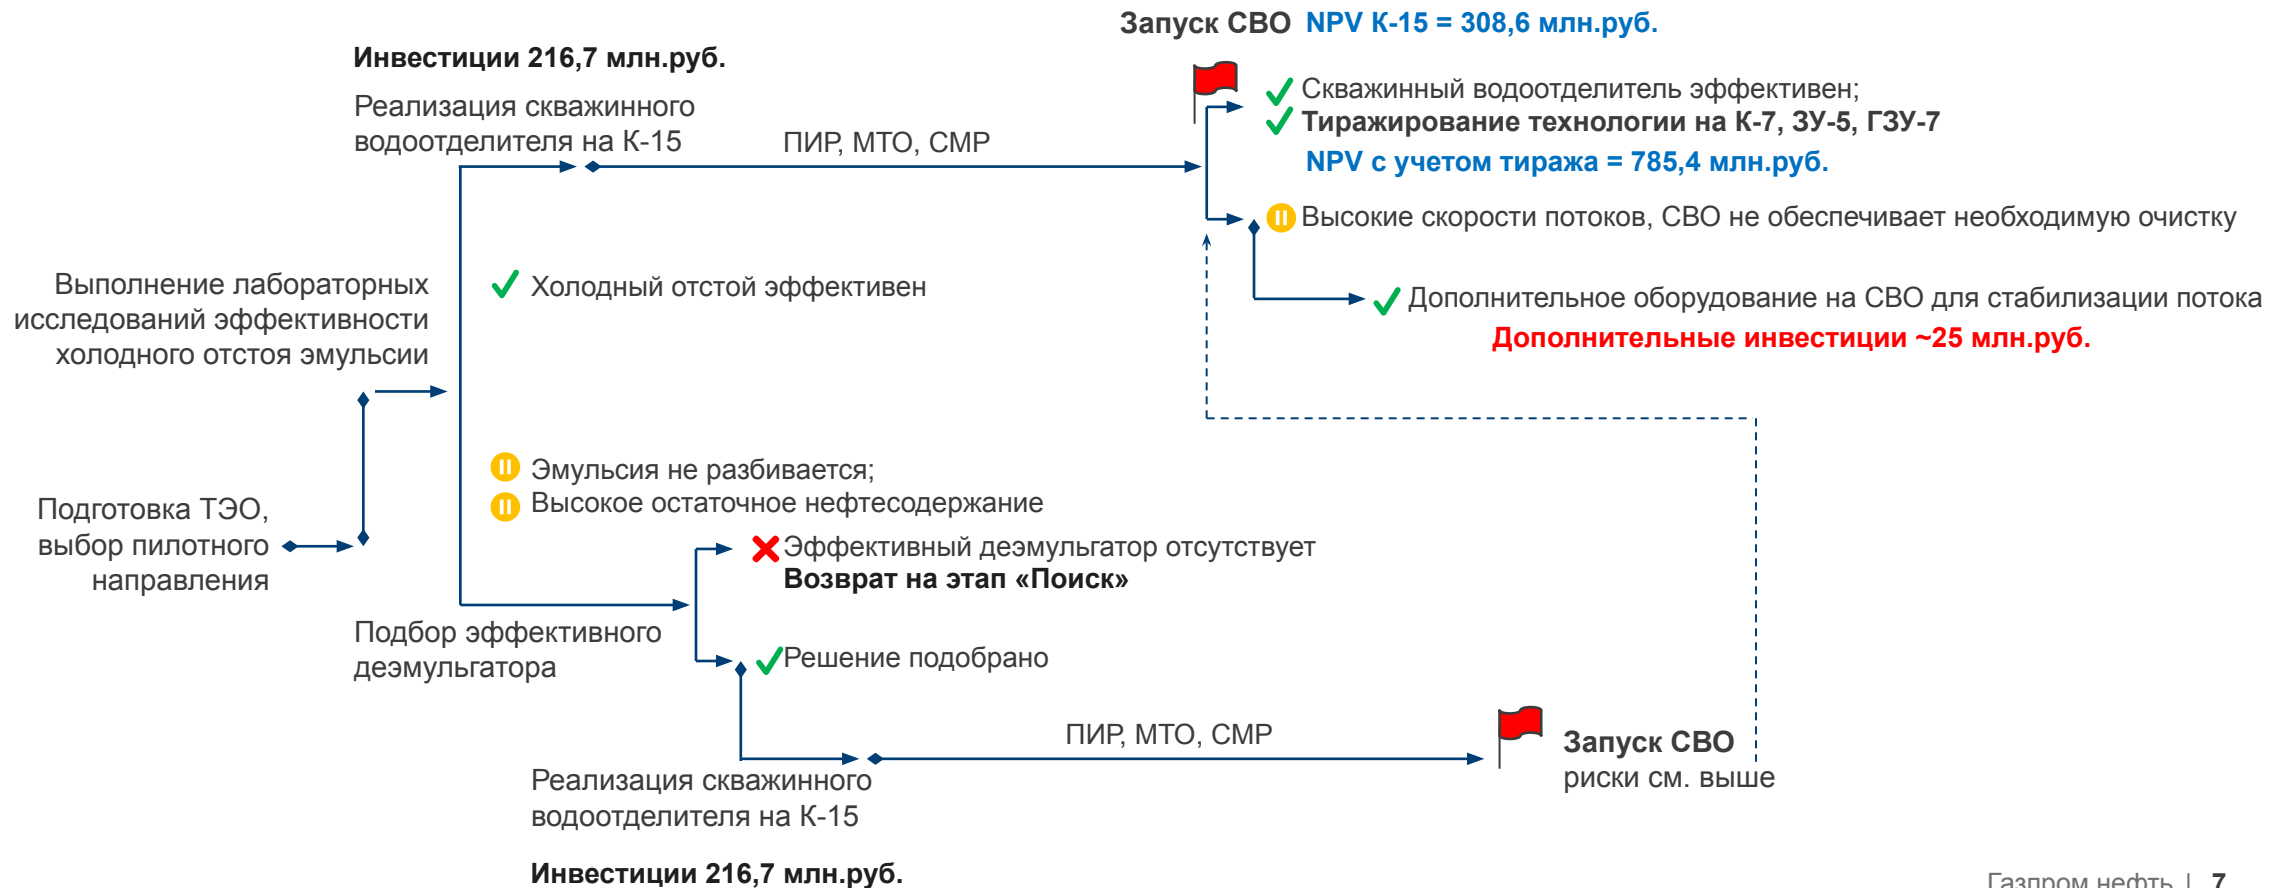 Запуск СВО NPV К-15 = 308,6 млн.руб.
Инвестиции 216,7 млн.руб.
Реализация скважинного
водоотделителя на К-15
ПИР, МТО, СМР
Скважинный водоотделитель эффективен;
Тиражирование технологии на К-7, ЗУ-5, ГЗУ-7
NPV с учетом тиража = 785,4 млн.руб.
Высокие скорости потоков, СВО не обеспечивает необходимую очистку
Дополнительное оборудование на СВО для стабилизации потока
Дополнительные инвестиции ~25 млн.руб.
Выполнение лабораторных
исследований эффективности
холодного отстоя эмульсии
Холодный отстой эффективен
Эмульсия не разбивается;
Высокое остаточное нефтесодержание
Подготовка ТЭО,
выбор пилотного
направления
Эффективный деэмульгатор отсутствует
Возврат на этап «Поиск»
Подбор эффективного
деэмульгатора
Решение подобрано
ПИР, МТО, СМР
Запуск СВО
риски см. выше
Реализация скважинного
водоотделителя на К-15
Инвестиции 216,7 млн.руб.
Газпром нефть | 7